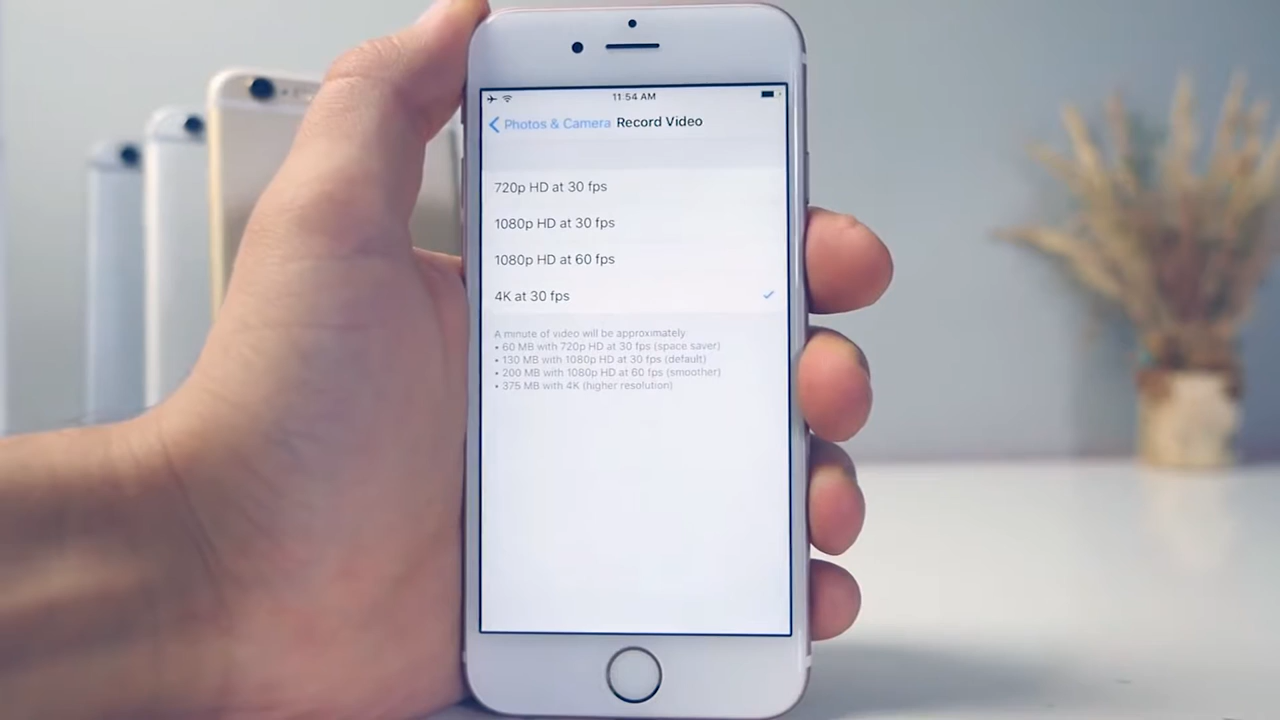 11:54 AM
Photos & Camera Record Video
720p HD at 30 fps
1080p HD at 30 fps
1080p HD at 60 fps
4K at 30 fps
A minute of video will be approximately
• 60 MB with 720p HD at 30 fps (space saver)
• 130 MB with 1080p HD at 30 fps (default)
• 200 MB with 1080p HD at 60 fps (smoother)
• 375 MB with 4K (higher resolution)